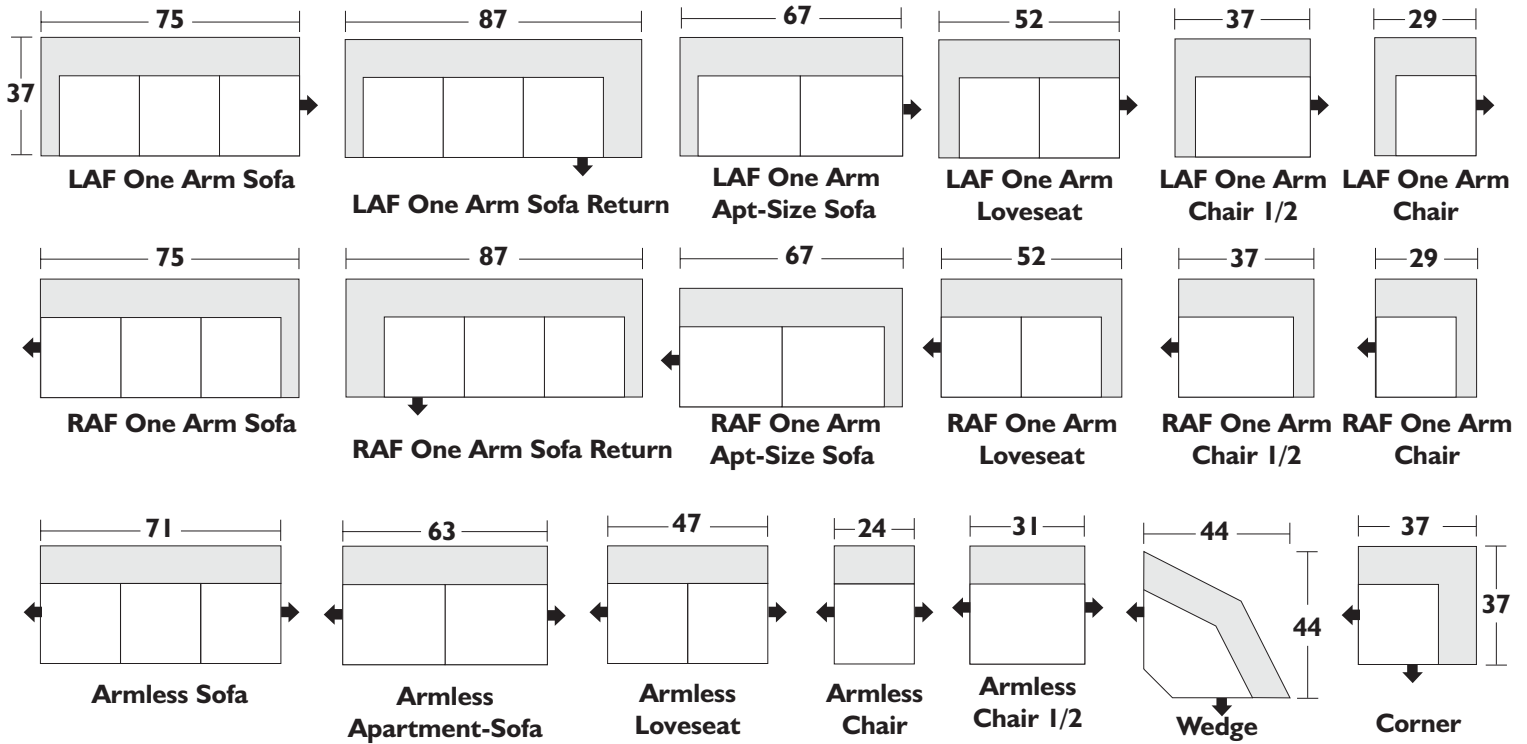 75 87 67 52 37 29
37
LAF One Arm Sofa
LAF One Arm Sofa Return
LAF One Arm
Apt-Size Sofa
LAF One Arm
Loveseat
LAF One Arm
Chair 1/2
LAF One Arm
Chair
75 87 67 52 37 29
RAF One Arm Sofa
RAF One Arm Sofa Return
RAF One Arm
Apt-Size Sofa
RAF One Arm
Loveseat
RAF One Arm
Chair 1/2
RAF One Arm
Chair
71 63 47 24 31 44 37
44
37
Armless Sofa
Armless
Apartment-Sofa
Armless
Loveseat
Armless
Chair
Armless
Chair 1/2
Wedge
Corner